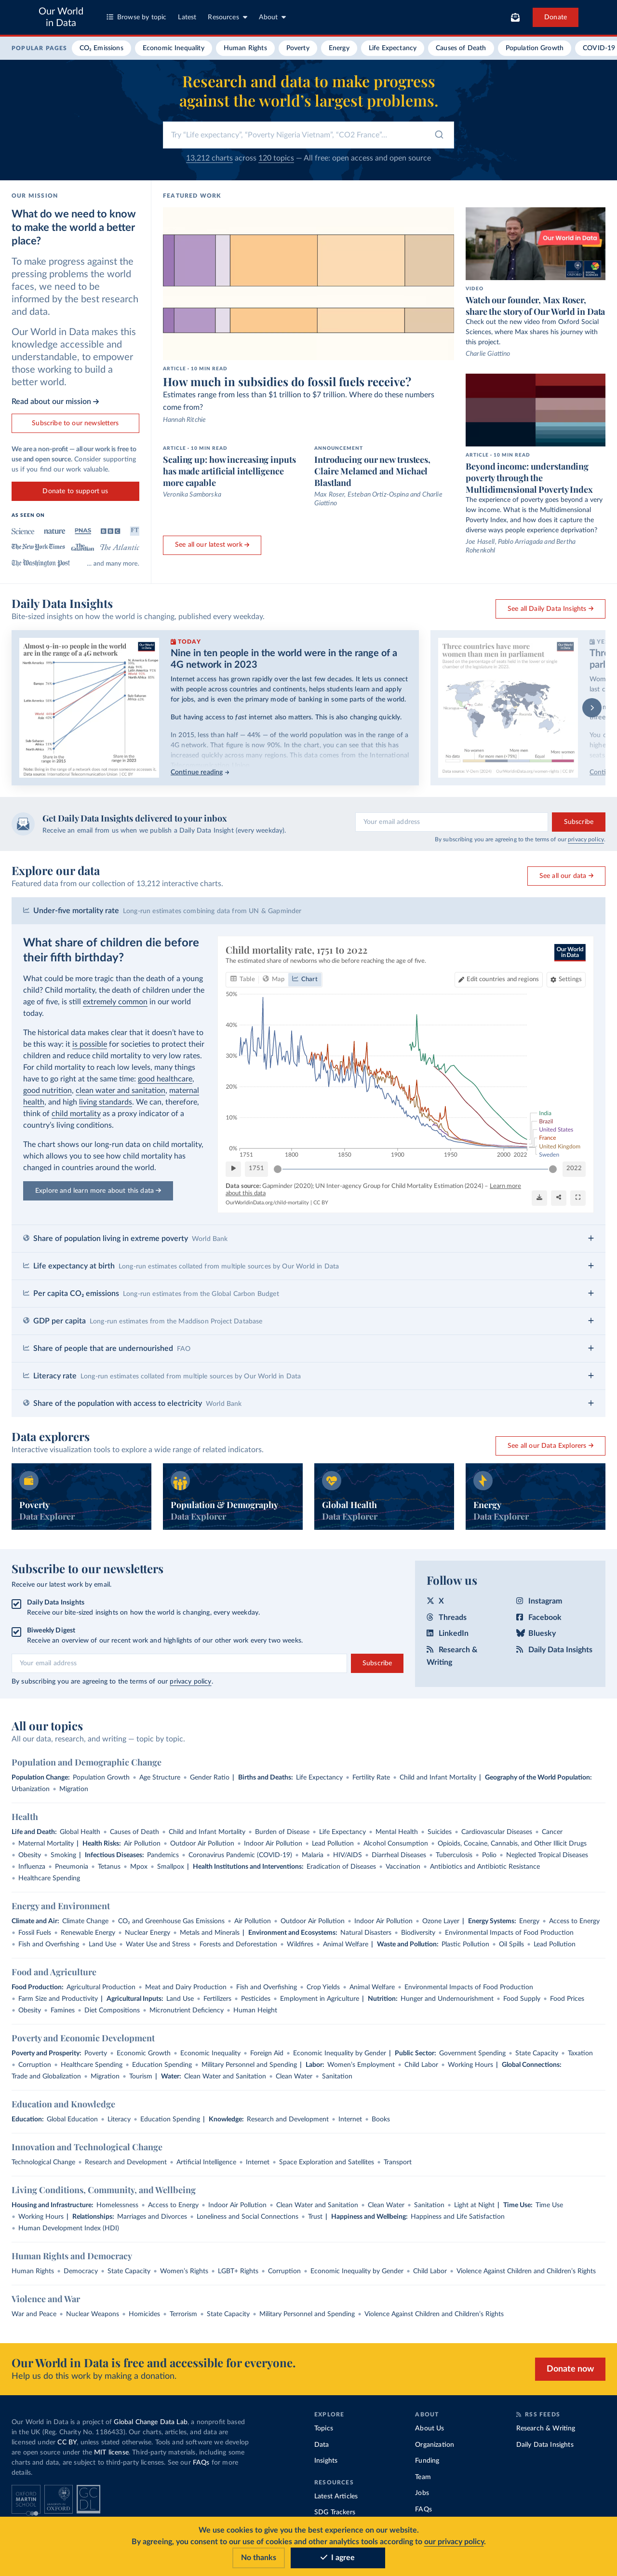 Our World
in Data
Browse by topic
Latest
Resources
About
Donate
POPULAR PAGES
CO₂ Emissions
Economic Inequality
Human Rights
Poverty
Energy
Life Expectancy
Causes of Death
Population Growth
COVID-19
Research and data to make progress
against the world's largest problems.
Try "Life expectancy", "Poverty Nigeria Vietnam", "CO2 France"...
13,212 charts across 120 topics — All free: open access and open source
OUR MISSION
What do we need to
know to make the
world a better
place?
To make progress against the
pressing problems the world
faces, we need to be
informed by the best research
and data.
Our World in Data makes this
knowledge accessible and
understandable, to empower
those working to build a
better world.
Read about our mission →
Subscribe to our newsletters
We are a non-profit — all our work is free to
use and open source. Consider supporting
us if you find our work valuable.
Donate to support us
AS SEEN ON
Science
nature
PNAS
BBC
FT
The New York Times
The Guardian
The Atlantic
The Washington Post
... and many more.
FEATURED WORK
ARTICLE - 10 MIN READ
How much in subsidies do fossil fuels receive?
Estimates range from less than $1 trillion to $7 trillion. Where do these numbers
come from?
Hannah Ritchie
ARTICLE - 10 MIN READ
Scaling up: how increasing inputs
has made artificial intelligence
more capable
Veronika Samborska
ANNOUNCEMENT
Introducing our new trustees,
Claire Melamed and Michael
Blastland
Max Roser, Esteban Ortiz-Ospina and Charlie
Giattino
See all our latest work →
Our World in Data
VIDEO
Watch our founder, Max Roser,
share the story of Our World in Data
Check out the new video from Oxford Social
Sciences, where Max shares his journey with
this project.
Charlie Giattino
ARTICLE - 10 MIN READ
Beyond income: understanding
poverty through the
Multidimensional Poverty Index
The experience of poverty goes beyond a very
low income. What is the Multidimensional
Poverty Index, and how does it capture the
diverse ways people experience deprivation?
Joe Hasell, Pablo Arriagada and Bertha
Rohenkohl
Daily Data Insights
Bite-sized insights on how the world is changing, published every weekday.
See all Daily Data Insights →
Almost 9-in-10 people in the world
are in the range of a 4G network
TODAY
Nine in ten people in the world were in the range of a
4G network in 2023
Internet access has grown rapidly over the last few decades. It lets us connect
with people across countries and continents, helps students learn and apply
for jobs, and is even the primary mode of banking in some parts of the world.
But having access to fast internet also matters. This is also changing quickly.
In 2015, less than half — 44% — of the world population was in the range of a
4G network. That figure is now 90%. In the chart, you can see that this has
increased quickly across many regions. This data comes from the International
Continue reading →
Three countries have more
women than men in parliament
Get Daily Data Insights delivered to your inbox
Receive an email from us when we publish a Daily Data Insight (every weekday).
Your email address
Subscribe
By subscribing you are agreeing to the terms of our privacy policy.
Explore our data
Featured data from our collection of 13,212 interactive charts.
See all our data →
Under-five mortality rate Long-run estimates combining data from UN & Gapminder
What share of children die before
their fifth birthday?
What could be more tragic than the death of a young
child? Child mortality, the death of children under the
age of five, is still extremely common in our world
today.
The historical data makes clear that it doesn't have to
be this way: it is possible for societies to protect their
children and reduce child mortality to very low rates.
For child mortality to reach low levels, many things
have to go right at the same time: good healthcare,
good nutrition, clean water and sanitation, maternal
health, and high living standards. We can, therefore,
think of child mortality as a proxy indicator of a
country's living conditions.
The chart shows our long-run data on child mortality,
which allows you to see how child mortality has
changed in countries around the world.
Explore and learn more about this data →
Child mortality rate, 1751 to 2022
The estimated share of newborns who die before reaching the age of five.
Our World
in Data
Table
Map
Chart
Edit countries and regions
Settings
50%
40%
30%
20%
10%
0%
India
Brazil
United States
France
United Kingdom
Sweden
1751
1800
1850
1900
1950
2000
2022
1751
2022
Data source: Gapminder (2020); UN Inter-agency Group for Child Mortality Estimation (2024) – Learn more
about this data
OurWorldinData.org/child-mortality | CC BY
Share of population living in extreme poverty World Bank
Life expectancy at birth Long-run estimates collated from multiple sources by Our World in Data
Per capita CO₂ emissions Long-run estimates from the Global Carbon Budget
GDP per capita Long-run estimates from the Maddison Project Database
Share of people that are undernourished FAO
Literacy rate Long-run estimates collated from multiple sources by Our World in Data
Share of the population with access to electricity World Bank
Data explorers
Interactive visualization tools to explore a wide range of related indicators.
See all our Data Explorers →
Poverty
Data Explorer
Population & Demography
Data Explorer
Global Health
Data Explorer
Energy
Data Explorer
Subscribe to our newsletters
Receive our latest work by email.
Daily Data Insights
Receive our bite-sized insights on how the world is changing, every weekday.
Biweekly Digest
Receive an overview of our recent work and highlights of our other work every two weeks.
Your email address
Subscribe
By subscribing you are agreeing to the terms of our privacy policy.
Follow us
X
Instagram
Threads
Facebook
LinkedIn
Bluesky
Research &
Writing
Daily Data Insights
All our topics
All our data, research, and writing — topic by topic.
Population and Demographic Change
Population Change: Population Growth • Age Structure • Gender Ratio | Births and Deaths: Life Expectancy • Fertility Rate • Child and Infant Mortality | Geography of the World Population:
Urbanization • Migration
Health
Life and Death: Global Health • Causes of Death • Child and Infant Mortality • Burden of Disease • Life Expectancy • Mental Health • Suicides • Cardiovascular Diseases • Cancer
• Maternal Mortality | Health Risks: Air Pollution • Outdoor Air Pollution • Indoor Air Pollution • Lead Pollution • Alcohol Consumption • Opioids, Cocaine, Cannabis, and Other Illicit Drugs
• Obesity • Smoking | Infectious Diseases: Pandemics • Coronavirus Pandemic (COVID-19) • Malaria • HIV/AIDS • Diarrheal Diseases • Tuberculosis • Polio • Neglected Tropical Diseases
• Influenza • Pneumonia • Tetanus • Mpox • Smallpox | Health Institutions and Interventions: Eradication of Diseases • Vaccination • Antibiotics and Antibiotic Resistance
• Healthcare Spending
Energy and Environment
Climate and Air: Climate Change • CO₂ and Greenhouse Gas Emissions • Air Pollution • Outdoor Air Pollution • Indoor Air Pollution • Ozone Layer | Energy Systems: Energy • Access to Energy
• Fossil Fuels • Renewable Energy • Nuclear Energy • Metals and Minerals | Environment and Ecosystems: Natural Disasters • Biodiversity • Environmental Impacts of Food Production
• Fish and Overfishing • Land Use • Water Use and Stress • Forests and Deforestation • Wildfires • Animal Welfare | Waste and Pollution: Plastic Pollution • Oil Spills • Lead Pollution
Food and Agriculture
Food Production: Agricultural Production • Meat and Dairy Production • Fish and Overfishing • Crop Yields • Animal Welfare • Environmental Impacts of Food Production
• Farm Size and Productivity | Agricultural Inputs: Land Use • Fertilizers • Pesticides • Employment in Agriculture | Nutrition: Hunger and Undernourishment • Food Supply • Food Prices
• Obesity • Famines • Diet Compositions • Micronutrient Deficiency • Human Height
Poverty and Economic Development
Poverty and Prosperity: Poverty • Economic Growth • Economic Inequality • Foreign Aid • Economic Inequality by Gender | Public Sector: Government Spending • State Capacity • Taxation
• Corruption • Healthcare Spending • Education Spending • Military Personnel and Spending | Labor: Women's Employment • Child Labor • Working Hours | Global Connections:
Trade and Globalization • Migration • Tourism | Water: Clean Water and Sanitation • Clean Water • Sanitation
Education and Knowledge
Education: Global Education • Literacy • Education Spending | Knowledge: Research and Development • Internet • Books
Innovation and Technological Change
Technological Change • Research and Development • Artificial Intelligence • Internet • Space Exploration and Satellites • Transport
Living Conditions, Community, and Wellbeing
Housing and Infrastructure: Homelessness • Access to Energy • Indoor Air Pollution • Clean Water and Sanitation • Clean Water • Sanitation • Light at Night | Time Use: Time Use
• Working Hours | Relationships: Marriages and Divorces • Loneliness and Social Connections • Trust | Happiness and Wellbeing: Happiness and Life Satisfaction
• Human Development Index (HDI)
Human Rights and Democracy
Human Rights • Democracy • State Capacity • Women's Rights • LGBT+ Rights • Corruption • Economic Inequality by Gender • Child Labor • Violence Against Children and Children's Rights
Violence and War
War and Peace • Nuclear Weapons • Homicides • Terrorism • State Capacity • Military Personnel and Spending • Violence Against Children and Children's Rights
Our World in Data is free and accessible for everyone.
Help us do this work by making a donation.
Donate now
Our World in Data is a project of Global Change Data Lab, a nonprofit based
in the UK (Reg. Charity No. 1186433). Our charts, articles, and data are
licensed under CC BY, unless stated otherwise. Tools and software we develop
are open source under the MIT license. Third-party materials, including some
charts and data, are subject to third-party licenses. See our FAQs for more
details.
OXFORD
MARTIN
SCHOOL
UNIVERSITY OF
OXFORD
GC
DL
EXPLORE
Topics
Data
Insights
RESOURCES
Latest Articles
SDG Trackers
ABOUT
About Us
Organization
Funding
Team
Jobs
FAQs
RSS FEEDS
Research & Writing
Daily Data Insights
We use cookies to give you the best experience on our website.
By agreeing, you consent to our use of cookies and other analytics tools according to our privacy policy.
No thanks
I agree